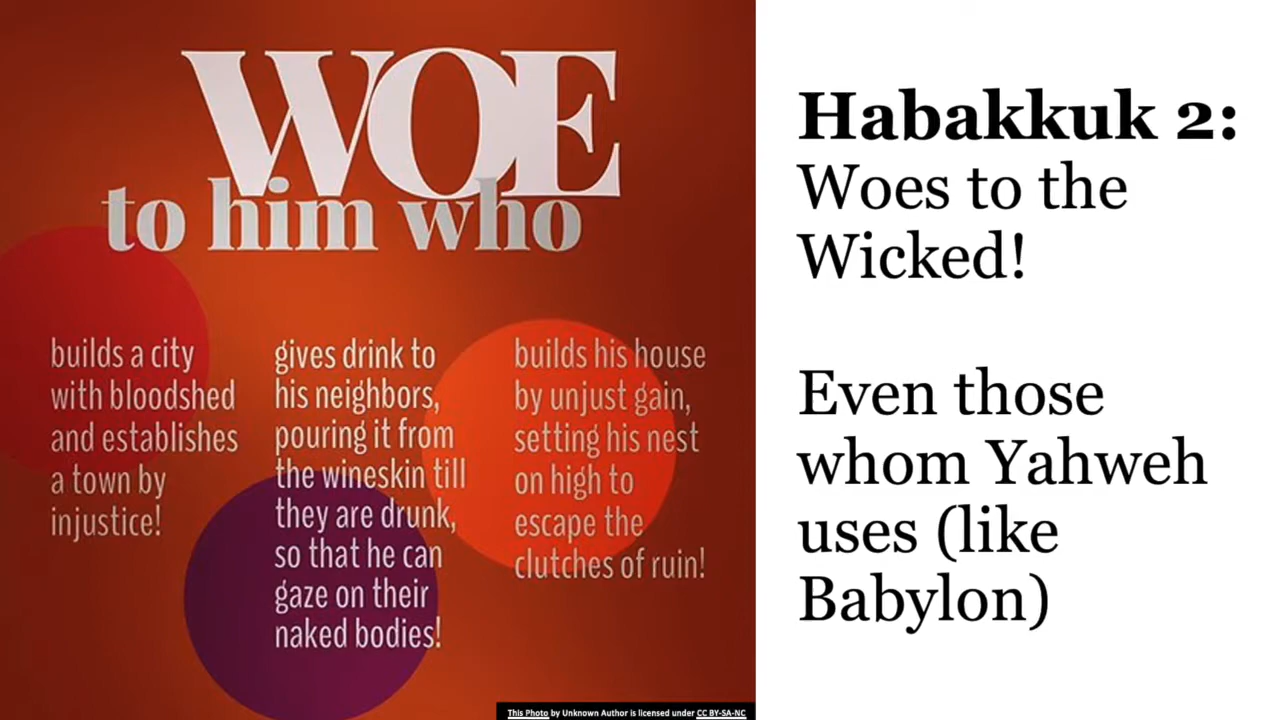 WOE
to him who
builds a city
with bloodshed
and establishes
a town by
injustice!
gives drink to
his neighbors,
pouring it from
the wineskin till
they are drunk,
so that he can
gaze on their
naked bodies!
builds his house
by unjust gain,
setting his nest
on high to
escape the
clutches of ruin!
This Photo by Unknown Author is licensed under CC BY-SA-NC
Habakkuk 2:
Woes to the
Wicked!
Even those
whom Yahweh
uses (like
Babylon)